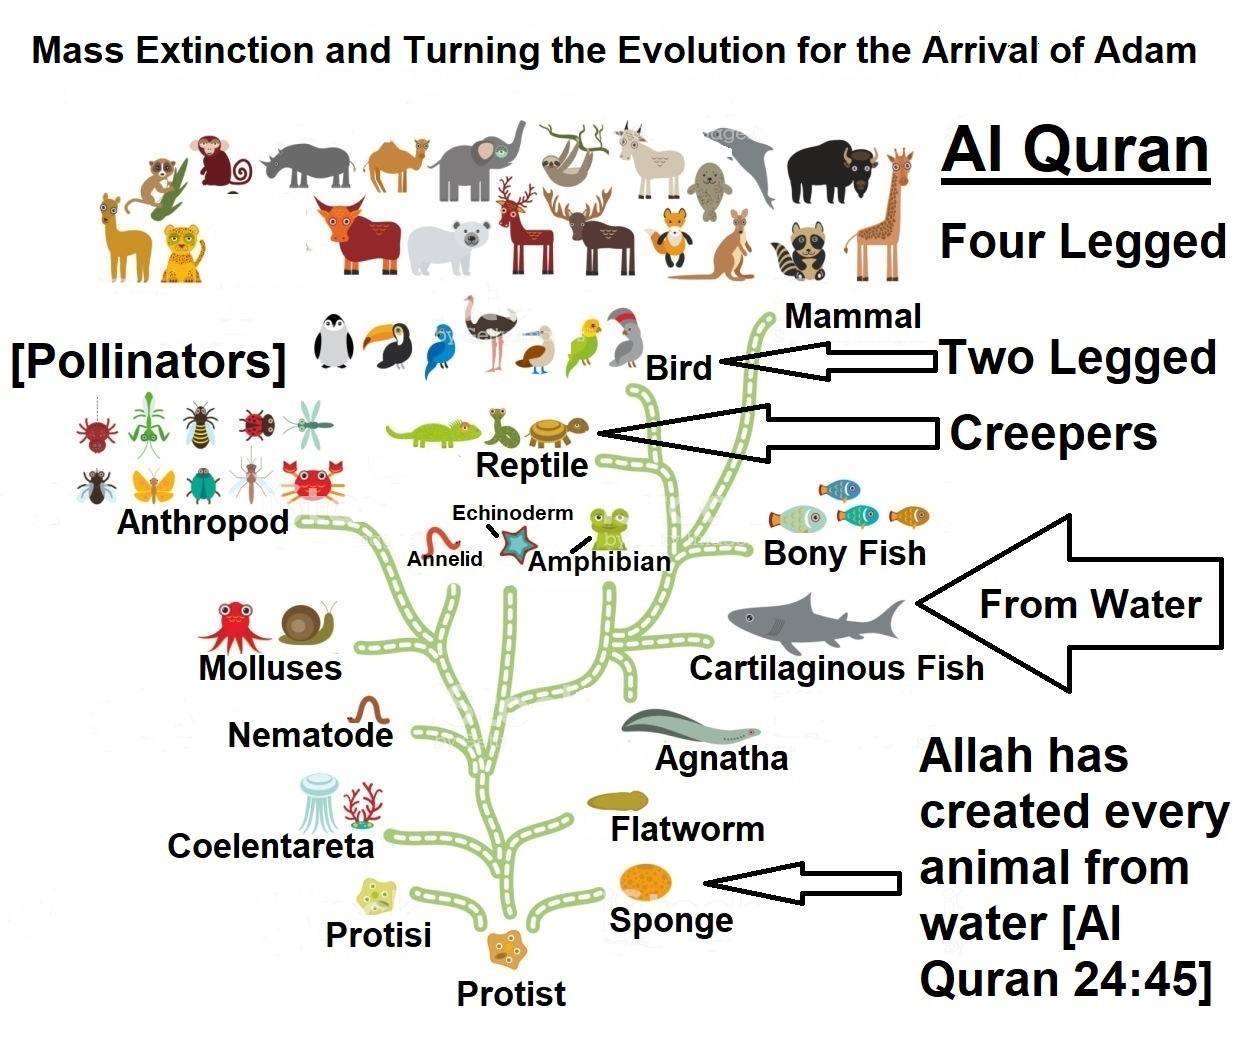 Mass Extinction and Turning the Evolution for the Arrival of Adam
Al Quran
Four Legged
Mammal
[Pollinators]
Bird
Two Legged
Creepers
Reptile
Anthropod
Echinoderm
Annelid
Amphibian
Bony Fish
From Water
Molluses
Cartilaginous Fish
Nematode
Agnatha
Allah has
created every
animal from
water [Al
Quran 24:45]
Flatworm
Coelentareta
Sponge
Protisi
Protist